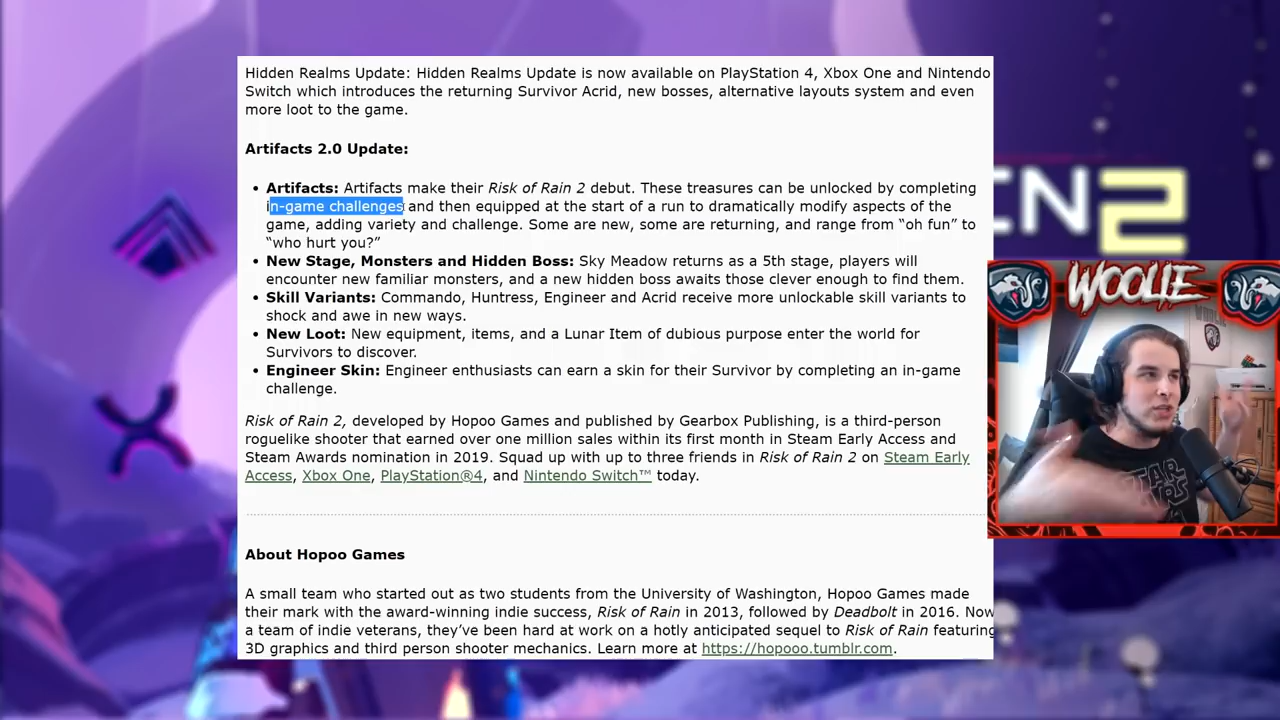 Hidden Realms Update: Hidden Realms Update is now available on PlayStation 4, Xbox One and Nintendo
Switch which introduces the returning Survivor Acrid, new bosses, alternative layouts system and even
more loot to the game.
Artifacts 2.0 Update:
• Artifacts: Artifacts make their Risk of Rain 2 debut. These treasures can be unlocked by completing
in-game challenges and then equipped at the start of a run to dramatically modify aspects of the
game, adding variety and challenge. Some are new, some are returning, and range from “oh fun” to
“who hurt you?”
• New Stage, Monsters and Hidden Boss: Sky Meadow returns as a 5th stage, players will
encounter new familiar monsters, and a new hidden boss awaits those clever enough to find them.
• Skill Variants: Commando, Huntress, Engineer and Acrid receive more unlockable skill variants to
shock and awe in new ways.
• New Loot: New equipment, items, and a Lunar Item of dubious purpose enter the world for
Survivors to discover.
• Engineer Skin: Engineer enthusiasts can earn a skin for their Survivor by completing an in-game
challenge.
Risk of Rain 2, developed by Hopoo Games and published by Gearbox Publishing, is a third-person
roguelike shooter that earned over one million sales within its first month in Steam Early Access and
Steam Awards nomination in 2019. Squad up with up to three friends in Risk of Rain 2 on Steam Early
Access, Xbox One, PlayStation®4, and Nintendo Switch™ today.
About Hopoo Games
A small team who started out as two students from the University of Washington, Hopoo Games made
their mark with the award-winning indie success, Risk of Rain in 2013, followed by Deadbolt in 2016. Now
a team of indie veterans, they’ve been hard at work on a hotly anticipated sequel to Risk of Rain featuring
3D graphics and third person shooter mechanics. Learn more at https://hopooo.tumblr.com.
N2
WOOLIE
STAR
WARS